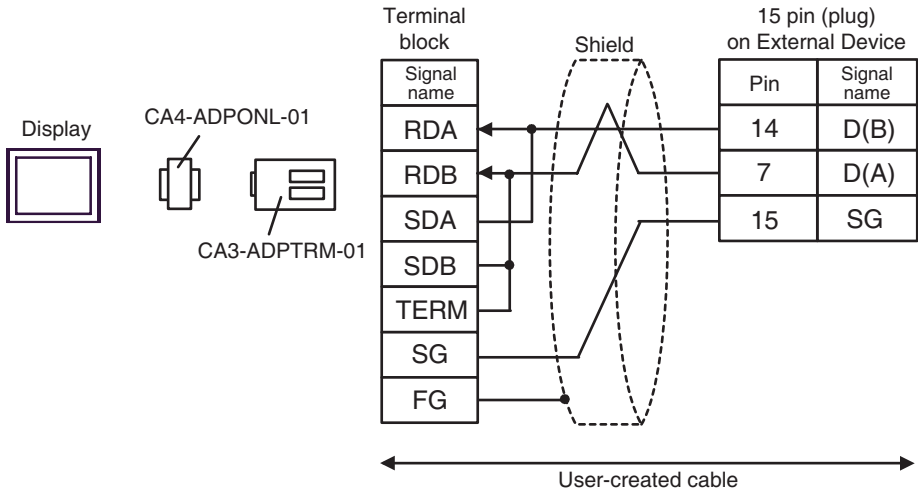 Terminal
block
Shield
15 pin (plug)
on External Device
Signal
name
Pin
Signal
name
Display
CA4-ADPONL-01
CA3-ADPTRM-01
RDA
14
D(B)
RDB
7
D(A)
SDA
15
SG
SDB
TERM
SG
FG
User-created cable